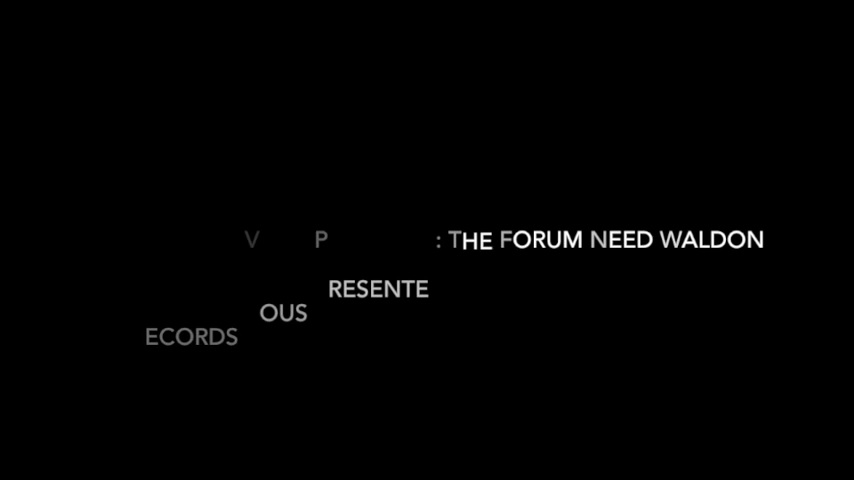 V P : THE FORUM NEED WALDON
RESENTE
OUS
ECORDS